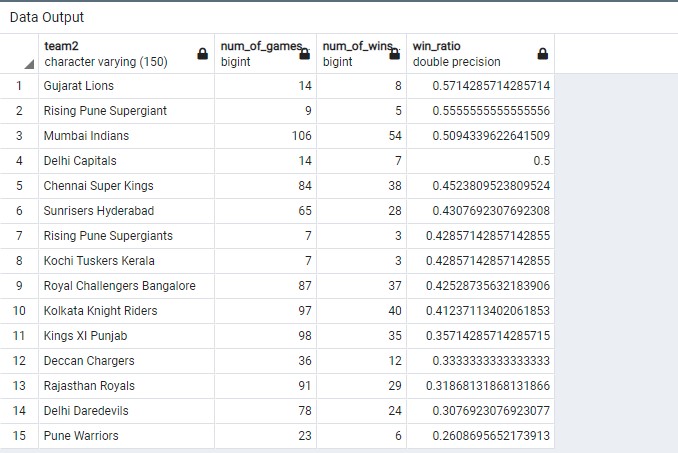 Data Output
team2 num_of_games num_of_wins win_ratio
character varying (150) bigint bigint double precision
1 Gujarat Lions 14 8 0.5714285714285714
2 Rising Pune Supergiant 9 5 0.5555555555555556
3 Mumbai Indians 106 54 0.5094339622641509
4 Delhi Capitals 14 7 0.5
5 Chennai Super Kings 84 38 0.4523809523809524
6 Sunrisers Hyderabad 65 28 0.4307692307692308
7 Rising Pune Supergiants 7 3 0.42857142857142855
8 Kochi Tuskers Kerala 7 3 0.42857142857142855
9 Royal Challengers Bangalore 87 37 0.42528735632183906
10 Kolkata Knight Riders 97 40 0.41237113402061853
11 Kings XI Punjab 98 35 0.35714285714285715
12 Deccan Chargers 36 12 0.3333333333333333
13 Rajasthan Royals 91 29 0.31868131868131866
14 Delhi Daredevils 78 24 0.3076923076923077
15 Pune Warriors 23 6 0.2608695652173913